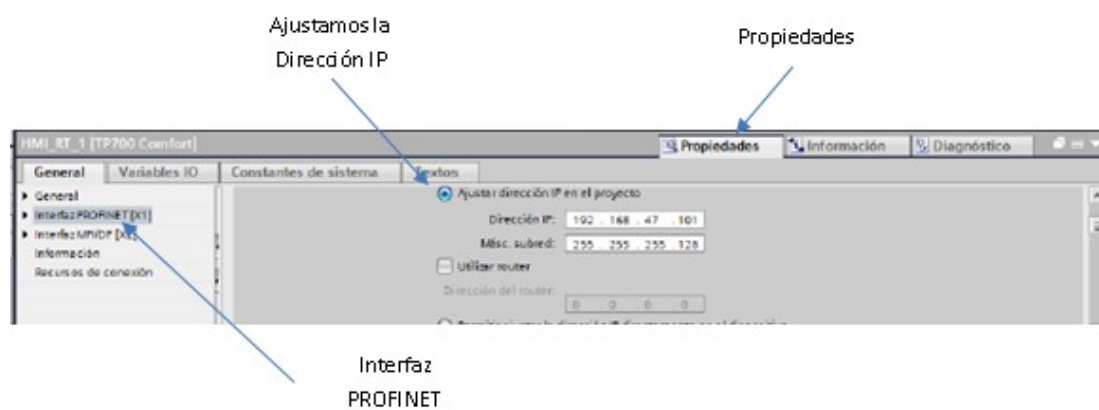 Ajustamos la
Dirección IP
Propiedades
HMI_RT_1 [TP700 Comfort]
Propiedades
Información
Diagnóstico
General
Variables IO
Constantes de sistema
Textos
General
Ajustar dirección IP en el proyecto
Interfaz PROFINET [X1]
Dirección IP: 192 . 168 . 47 . 101
Interfaz MPI/DP [X2]
Másc. subred: 255 . 255 . 255 . 128
Información
Utilizar router
Recursos de conexión
Dirección del router:
0 . 0 . 0 . 0
Interfaz
PROFINET